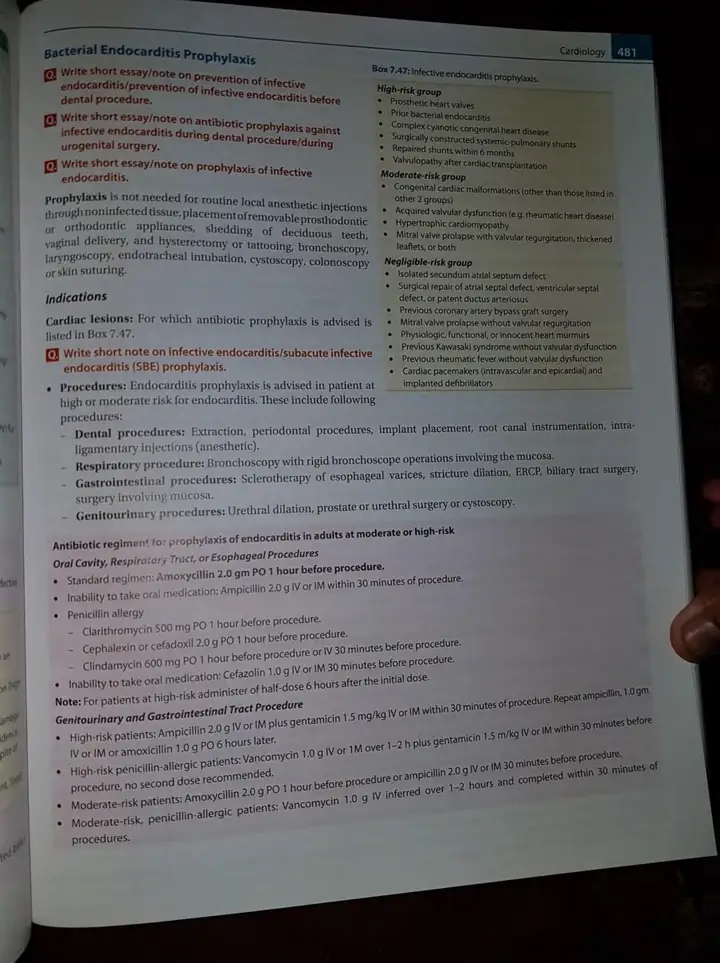 Cardiology 481
Bacterial Endocarditis Prophylaxis
Q Write short essay/note on prevention of infective
endocarditis/prevention of infective endocarditis before
dental procedure.
Q Write short essay/note on antibiotic prophylaxis against
infective endocarditis during dental procedure/during
urogenital surgery.
Q Write short essay/note on prophylaxis of infective
endocarditis.
Prophylaxis is not needed for routine local anesthetic injections
through noninfected tissue, placement of removable prosthodontic
or orthodontic appliances, shedding of deciduous teeth,
vaginal delivery, and hysterectomy or tattooing, bronchoscopy,
laryngoscopy, endotracheal intubation, cystoscopy, colonoscopy
or skin suturing.
Indications
Cardiac lesions: For which antibiotic prophylaxis is advised is
listed in Box 7.47.
Q Write short note on infective endocarditis/subacute infective
endocarditis (SBE) prophylaxis.
• Procedures: Endocarditis prophylaxis is advised in patient at
high or moderate risk for endocarditis. These include following
procedures:
Box 7.47: Infective endocarditis prophylaxis.
High-risk group
• Prosthetic heart valves
• Prior bacterial endocarditis
• Complex cyanotic congenital heart disease
• Surgically constructed systemic-pulmonary shunts
• Repaired shunts within 6 months
• Valvulopathy after cardiac transplantation
Moderate-risk group
• Congenital cardiac malformations (other than those listed in
other 2 groups)
• Acquired valvular dysfunction (e.g. rheumatic heart disease)
• Hypertrophic cardiomyopathy
• Mitral valve prolapse with valvular regurgitation, thickened
leaflets, or both
Negligible-risk group
• Isolated secundum atrial septum defect
• Surgical repair of atrial septal defect, ventricular septal
defect, or patent ductus arteriosus
• Previous coronary artery bypass graft surgery
• Mitral valve prolapse without valvular regurgitation
• Physiologic, functional, or innocent heart murmurs
• Previous Kawasaki syndrome without valvular dysfunction
• Previous rheumatic fever without valvular dysfunction
• Cardiac pacemakers (intravascular and epicardial) and
implanted defibrillators
– Dental procedures: Extraction, periodontal procedures, implant placement, root canal instrumentation, intra-
ligamentary injections (anesthetic).
– Respiratory procedure: Bronchoscopy with rigid bronchoscope operations involving the mucosa.
– Gastrointestinal procedures: Sclerotherapy of esophageal varices, stricture dilation, ERCP, biliary tract surgery,
surgery involving mucosa.
– Genitourinary procedures: Urethral dilation, prostate or urethral surgery or cystoscopy.
Antibiotic regiment for prophylaxis of endocarditis in adults at moderate or high-risk
Oral Cavity, Respiratory Tract, or Esophageal Procedures
• Standard regimen: Amoxycillin 2.0 gm PO 1 hour before procedure.
• Inability to take oral medication: Ampicillin 2.0 g IV or IM within 30 minutes of procedure.
• Penicillin allergy
– Clarithromycin 500 mg PO 1 hour before procedure.
– Cephalexin or cefadoxil 2.0 g PO 1 hour before procedure.
– Clindamycin 600 mg PO 1 hour before procedure or IV 30 minutes before procedure.
• Inability to take oral medication: Cefazolin 1.0 g IV or IM 30 minutes before procedure.
Note: For patients at high-risk administer of half-dose 6 hours after the initial dose.
Genitourinary and Gastrointestinal Tract Procedure
• High-risk patients: Ampicillin 2.0 g IV or IM plus gentamicin 1.5 mg/kg IV or IM within 30 minutes of procedure. Repeat ampicillin, 1.0 gm
IV or IM or amoxicillin 1.0 g PO 6 hours later.
• High-risk penicillin-allergic patients: Vancomycin 1.0 g IV or 1M over 1–2 h plus gentamicin 1.5 m/kg IV or IM within 30 minutes before
procedure, no second dose recommended.
• Moderate-risk patients: Amoxycillin 2.0 g PO 1 hour before procedure or ampicillin 2.0 g IV or IM 30 minutes before procedure.
• Moderate-risk, penicillin-allergic patients: Vancomycin 1.0 g IV inferred over 1–2 hours and completed within 30 minutes of
procedures.